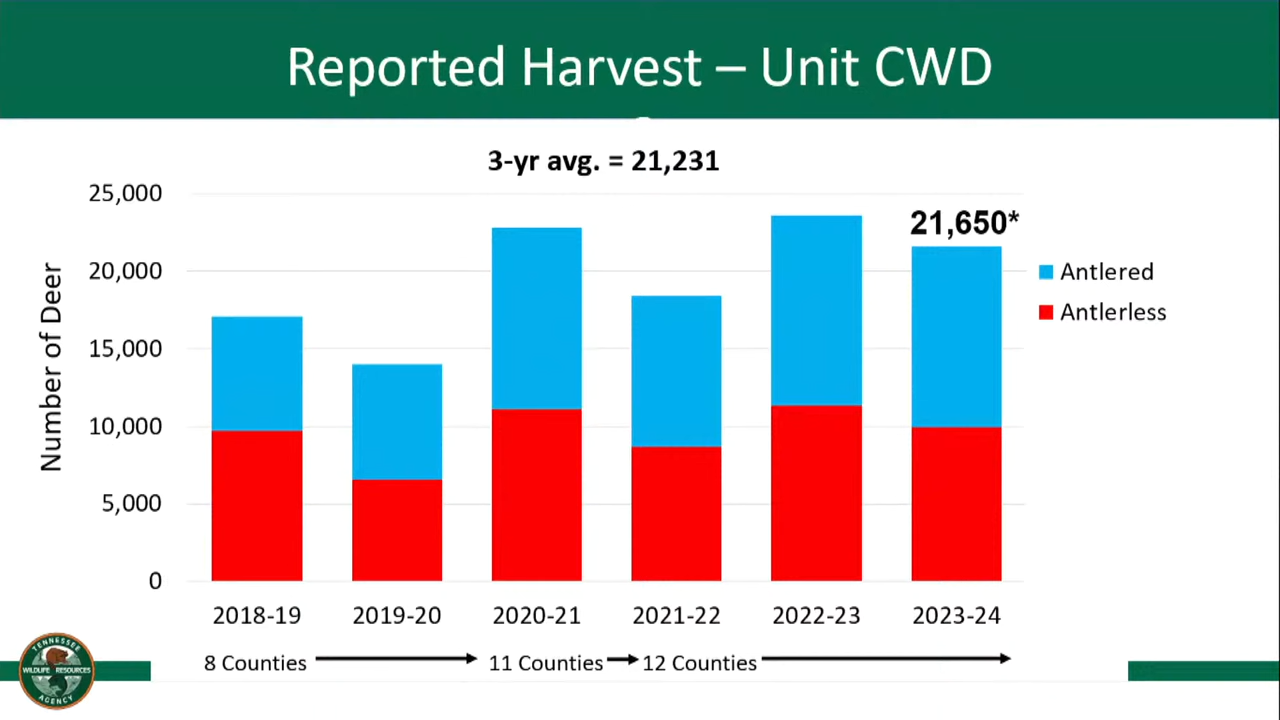 Reported Harvest – Unit CWD
3-yr avg. = 21,231
25,000
20,000
15,000
10,000
5,000
0
Number of Deer
21,650*
Antlered
Antlerless
2018-19 2019-20 2020-21 2021-22 2022-23 2023-24
8 Counties 11 Counties 12 Counties
TENNESSEE
WILDLIFE RESOURCES
AGENCY